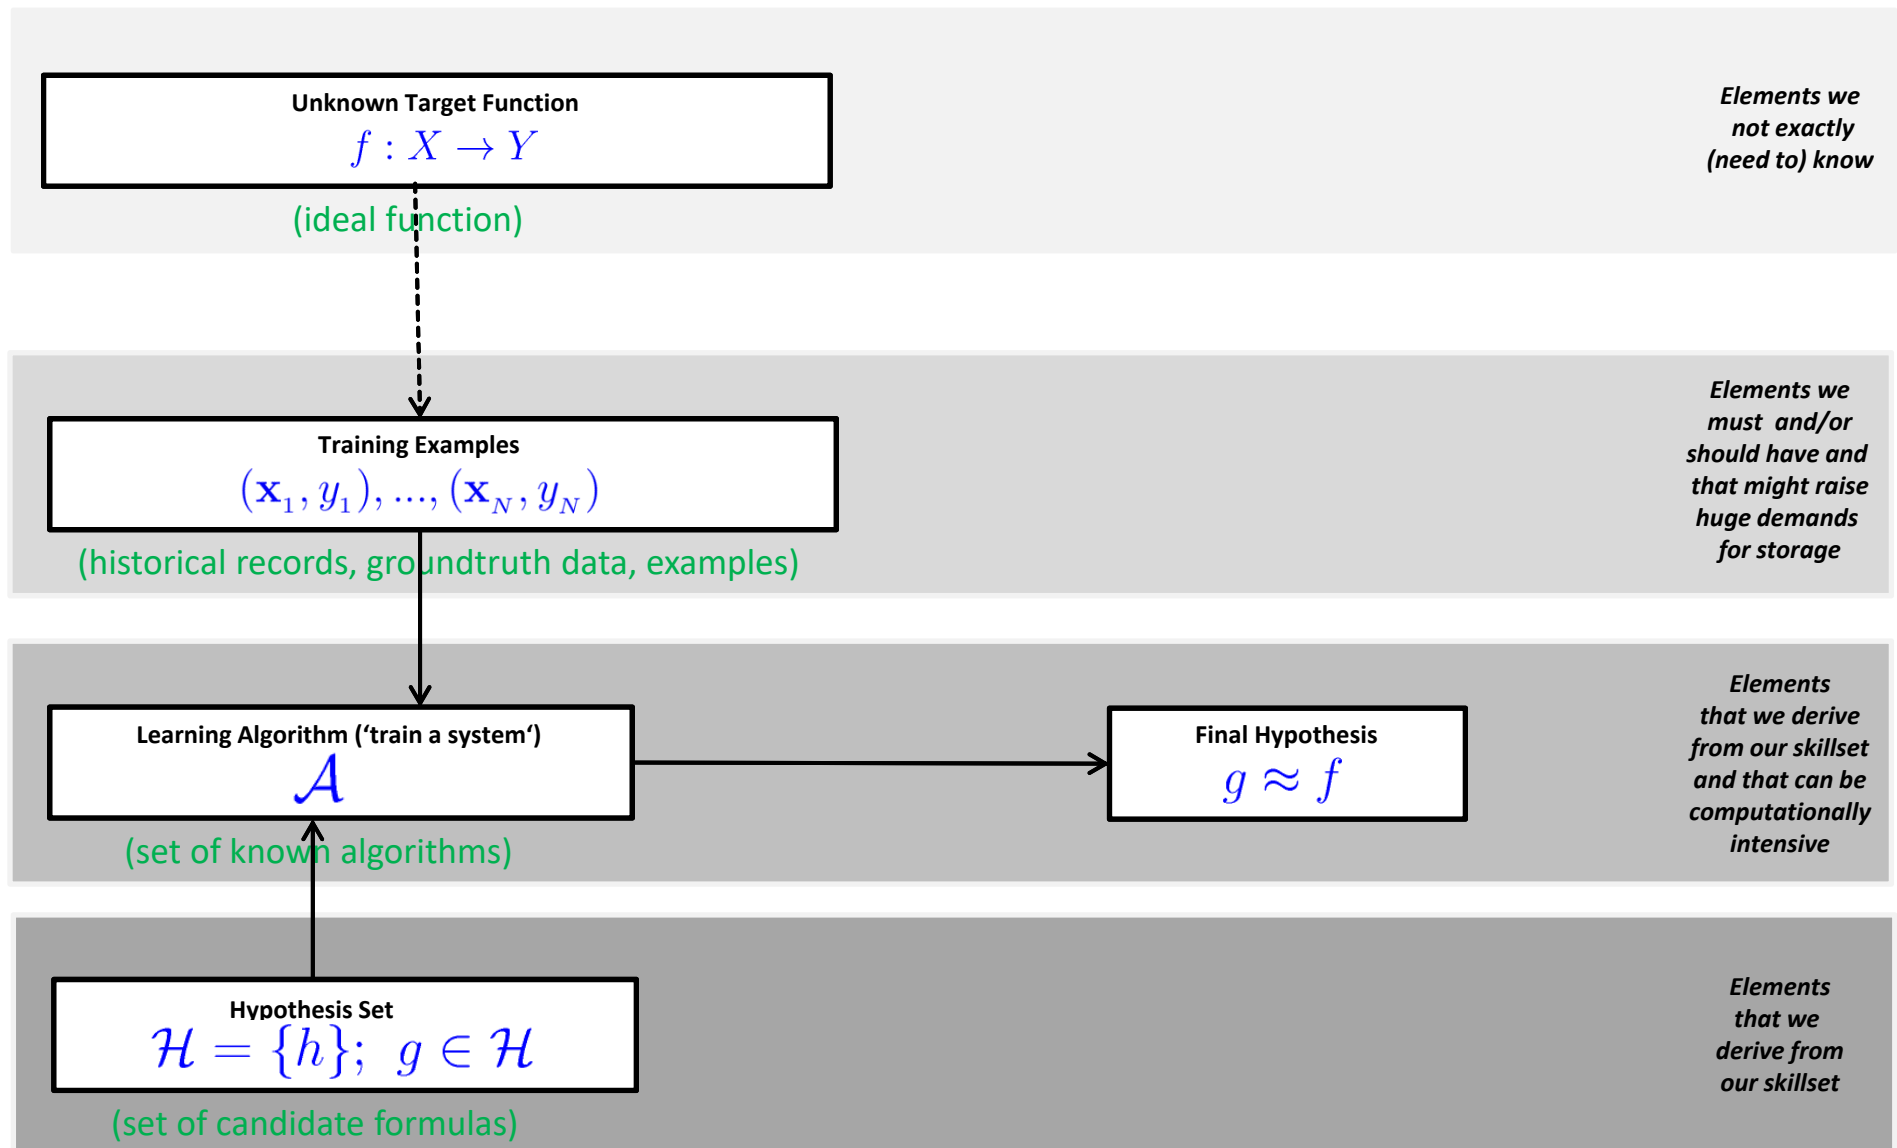 Unknown Target Function
f : X → Y
(ideal function)
Elements we
not exactly
(need to) know
Training Examples
(x₁, y₁), ..., (x_N, y_N)
(historical records, groundtruth data, examples)
Elements we
must  and/or
should have and
that might raise
huge demands
for storage
Learning Algorithm (‘train a system‘)
𝒜
(set of known algorithms)
Final Hypothesis
g ≈ f
Elements
that we derive
from our skillset
and that can be
computationally
intensive
Hypothesis Set
ℋ = {h}; g ∈ ℋ
(set of candidate formulas)
Elements
that we
derive from
our skillset